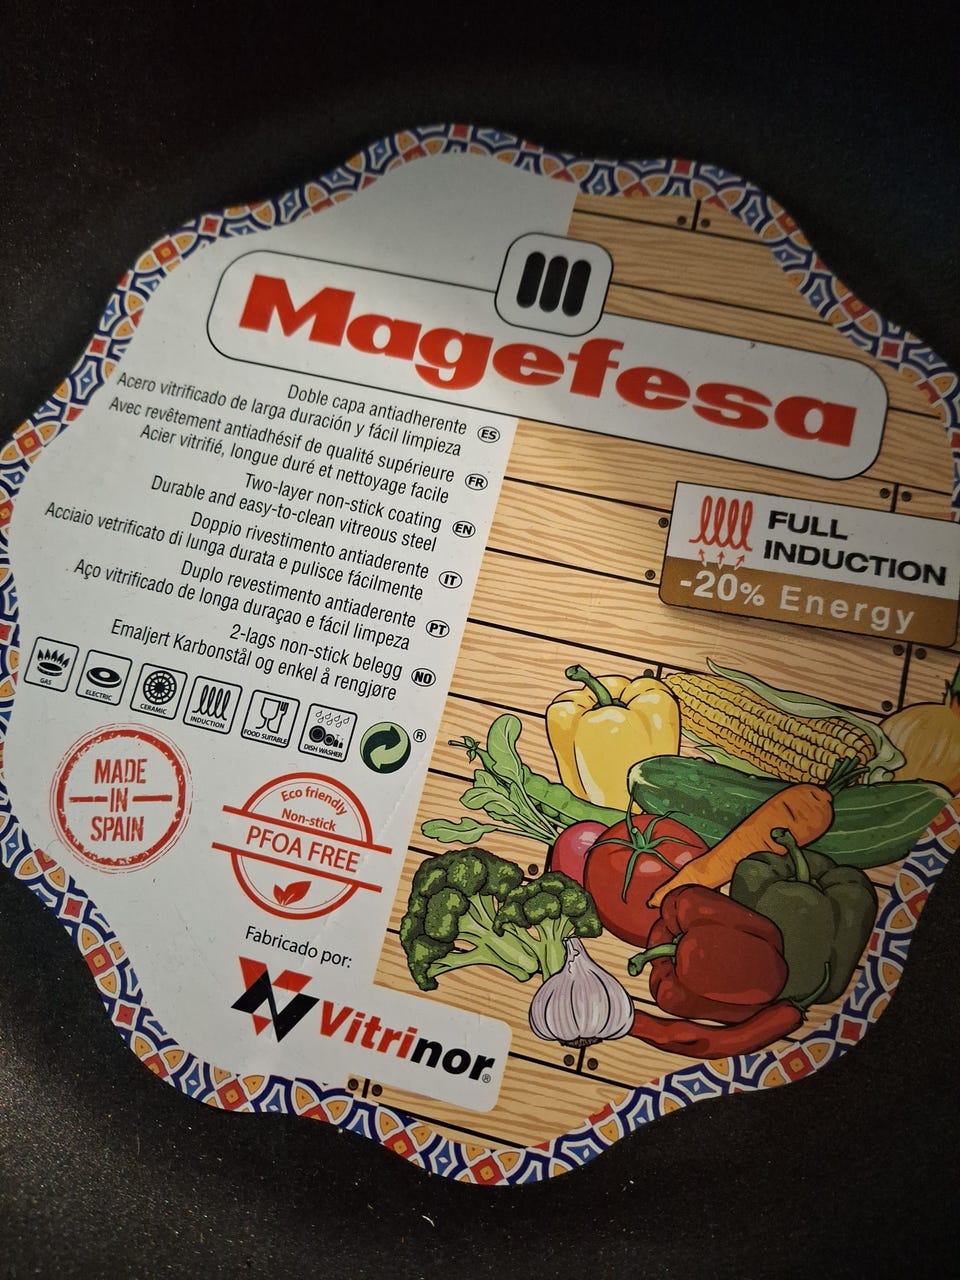 Magefesa
Doble capa antiadherente
Acero vitrificado de larga duración y fácil limpieza
ES
Avec revêtement antiadhésif de qualité supérieure
Acier vitrifié, longue duré et nettoyage facile
FR
Two-layer non-stick coating
Durable and easy-to-clean vitreous steel
EN
Doppio rivestimento antiaderente
Acciaio vetrificato di lunga durata e pulisce fácilmente
IT
Duplo revestimento antiaderente
Aço vitrificado de longa duraçao e fácil limpeza
PT
2-lags non-stick belegg
Emaljert Karbonstål og enkel å rengjøre
NO
FULL
INDUCTION
-20% Energy
GAS
ELECTRIC
CERAMIC
INDUCTION
FOOD SUITABLE
DISH WASHER
®
MADE
IN
SPAIN
Eco friendly
Non-stick
PFOA FREE
Fabricado por:
Vitrinor®